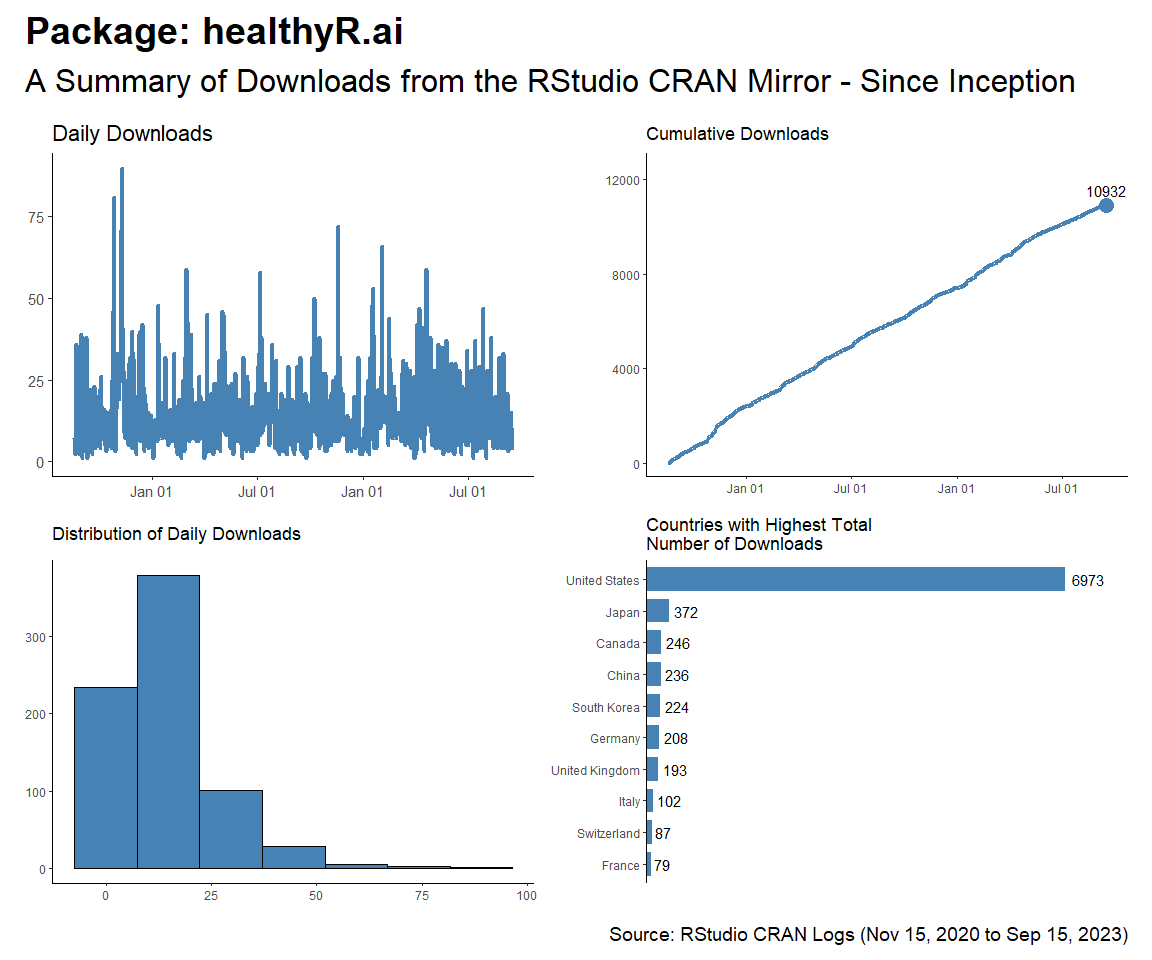 Package: healthyR.ai
A Summary of Downloads from the RStudio CRAN Mirror - Since Inception
Daily Downloads
75
50
25
0
Jan 01
Jul 01
Jan 01
Jul 01
Cumulative Downloads
12000
8000
4000
0
10932
Jan 01
Jul 01
Jan 01
Jul 01
Distribution of Daily Downloads
300
200
100
0
0
25
50
75
100
Countries with Highest Total
Number of Downloads
United States 6973
Japan 372
Canada 246
China 236
South Korea 224
Germany 208
United Kingdom 193
Italy 102
Switzerland 87
France 79
Source: RStudio CRAN Logs (Nov 15, 2020 to Sep 15, 2023)